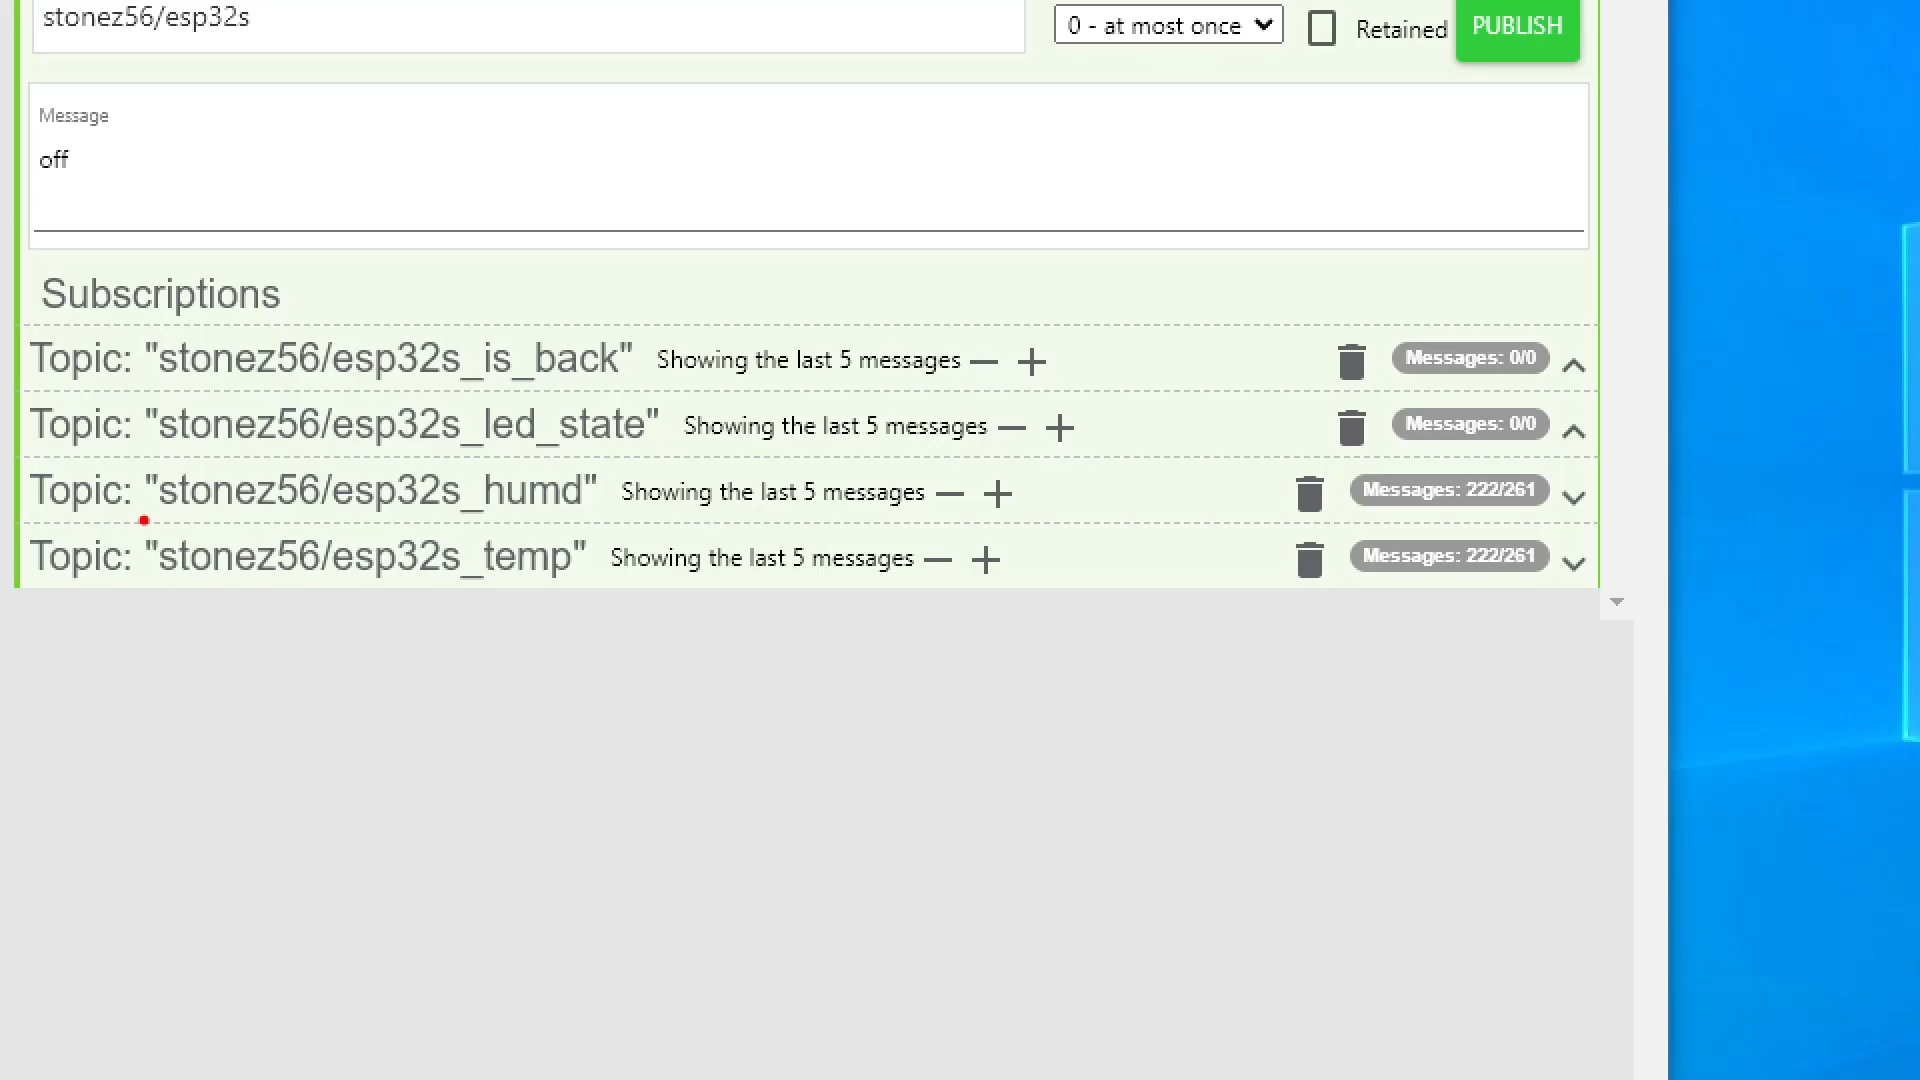 stonez56/esp32s
0 - at most once
Retained
PUBLISH
Message
off
Subscriptions
Topic: "stonez56/esp32s_is_back" Showing the last 5 messages Messages: 0/0
Topic: "stonez56/esp32s_led_state" Showing the last 5 messages Messages: 0/0
Topic: "stonez56/esp32s_humd" Showing the last 5 messages Messages: 222/261
Topic: "stonez56/esp32s_temp" Showing the last 5 messages Messages: 222/261